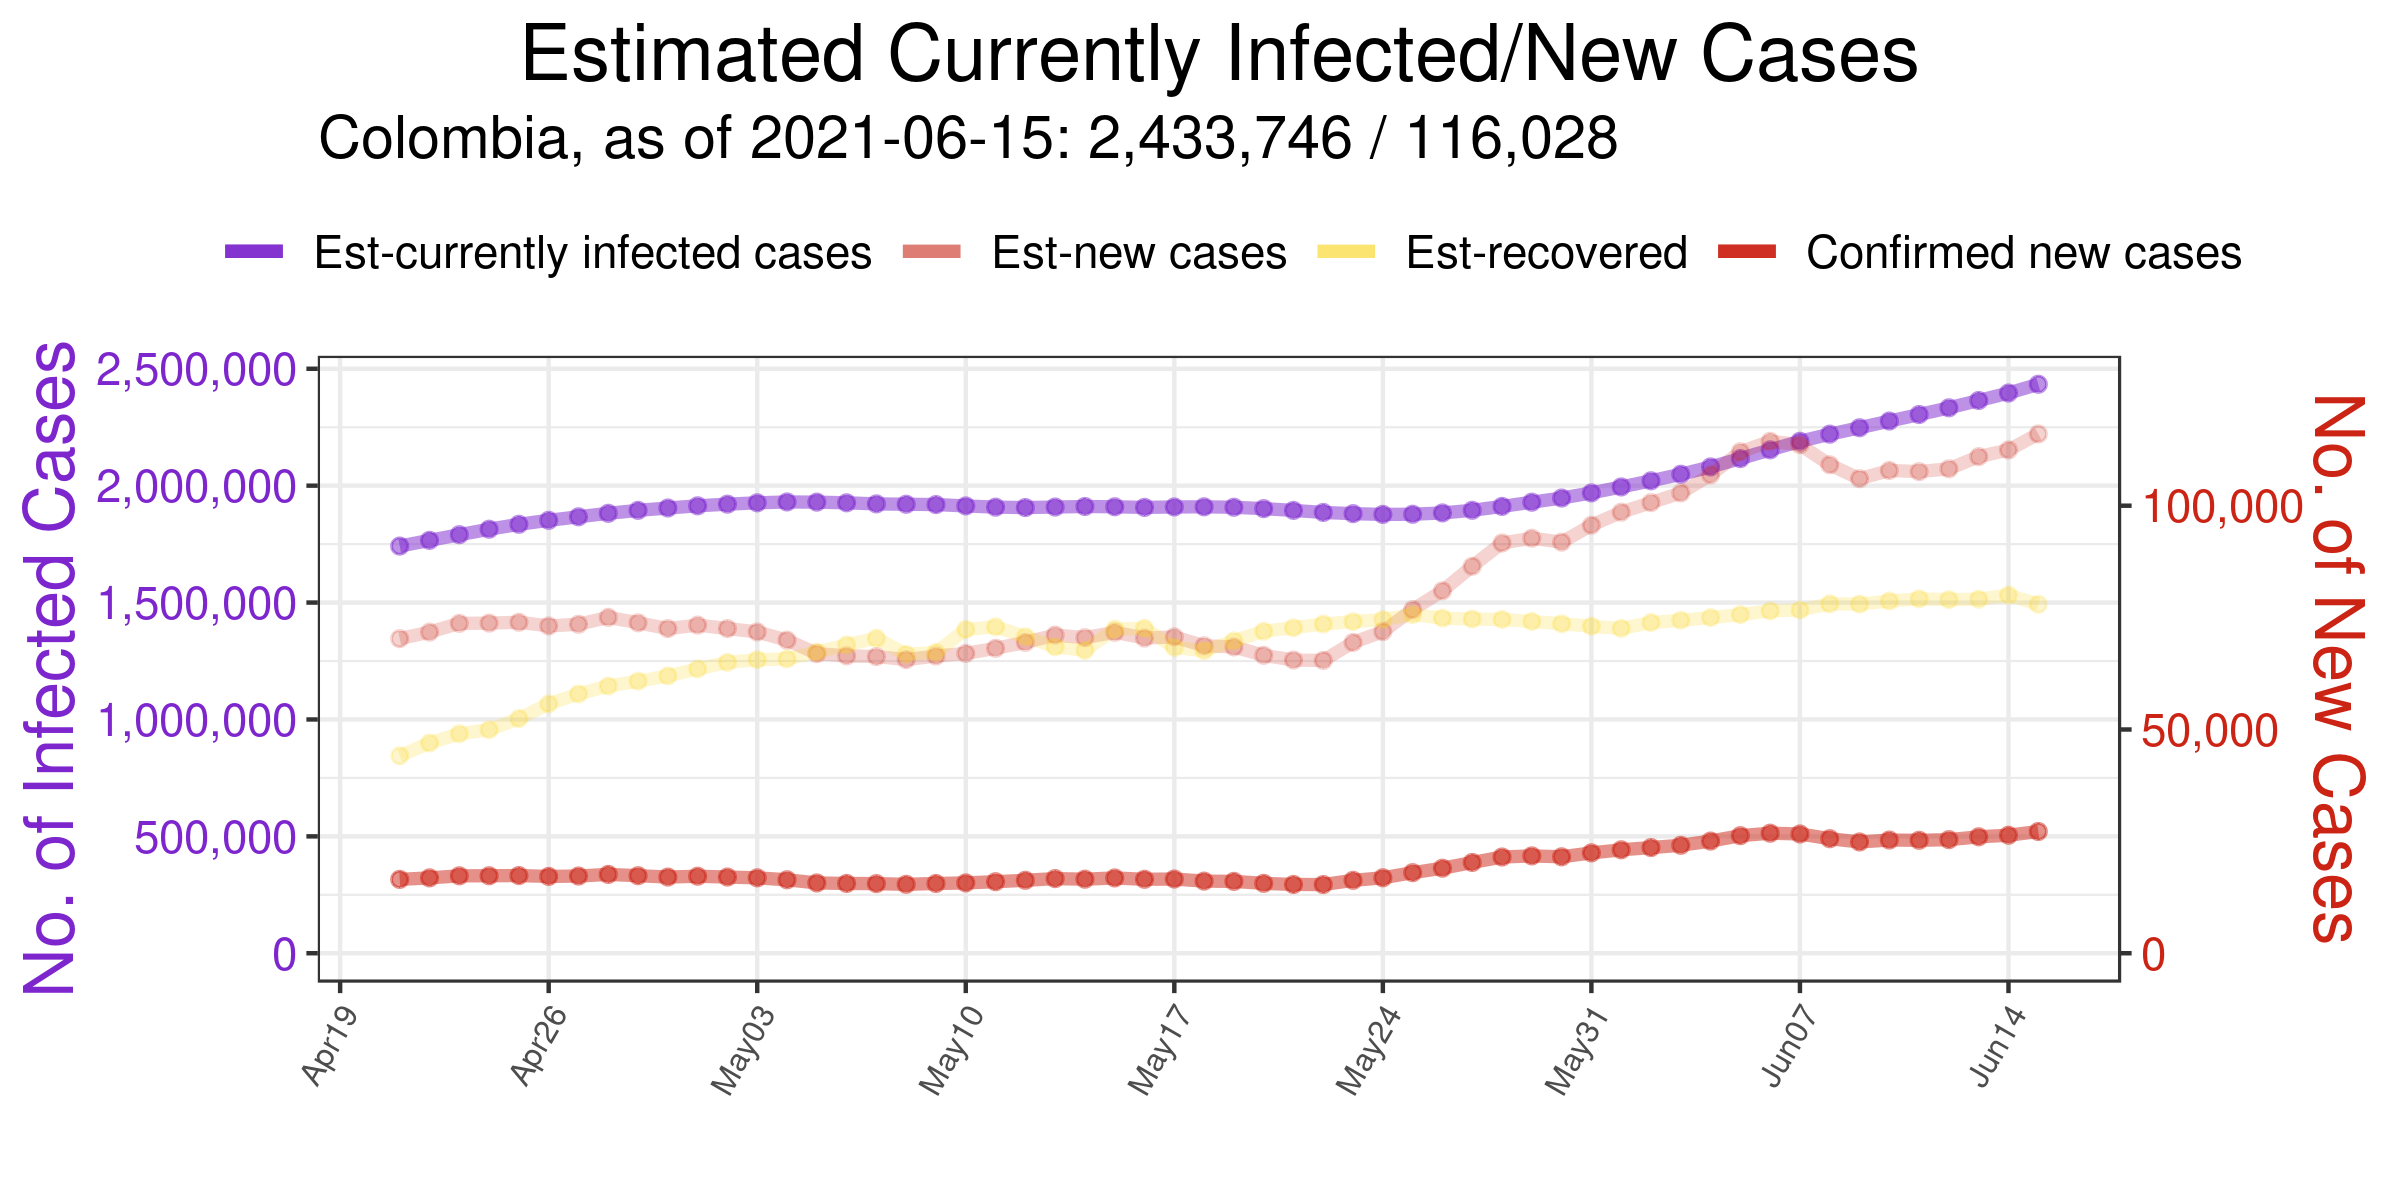 Estimated Currently Infected/New Cases
Colombia, as of 2021-06-15: 2,433,746 / 116,028
Est-currently infected cases Est-new cases Est-recovered Confirmed new cases
No. of Infected Cases
2,500,000
2,000,000
1,500,000
1,000,000
500,000
0
100,000
50,000
0
No. of New Cases
Apr19 Apr26 May03 May10 May17 May24 May31 Jun07 Jun14